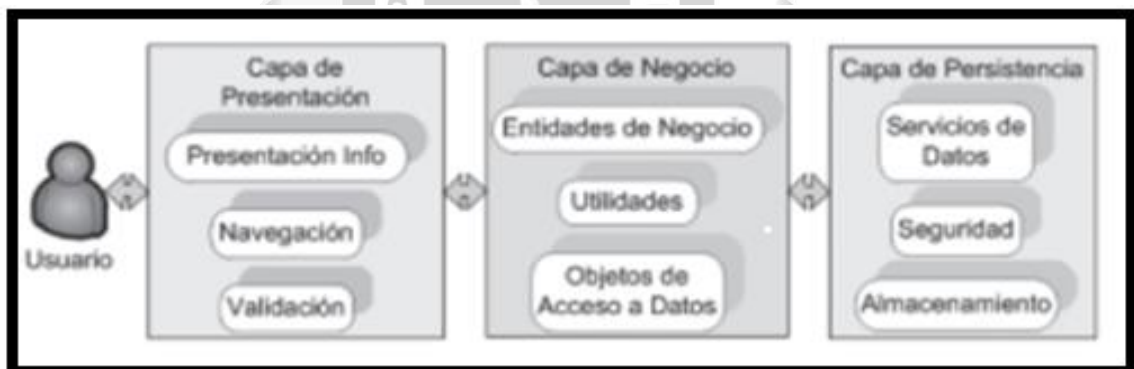 Usuario
Capa de
Presentación
Presentación Info
Navegación
Validación
Capa de Negocio
Entidades de Negocio
Utilidades
Objetos de
Acceso a Datos
Capa de Persistencia
Servicios de
Datos
Seguridad
Almacenamiento